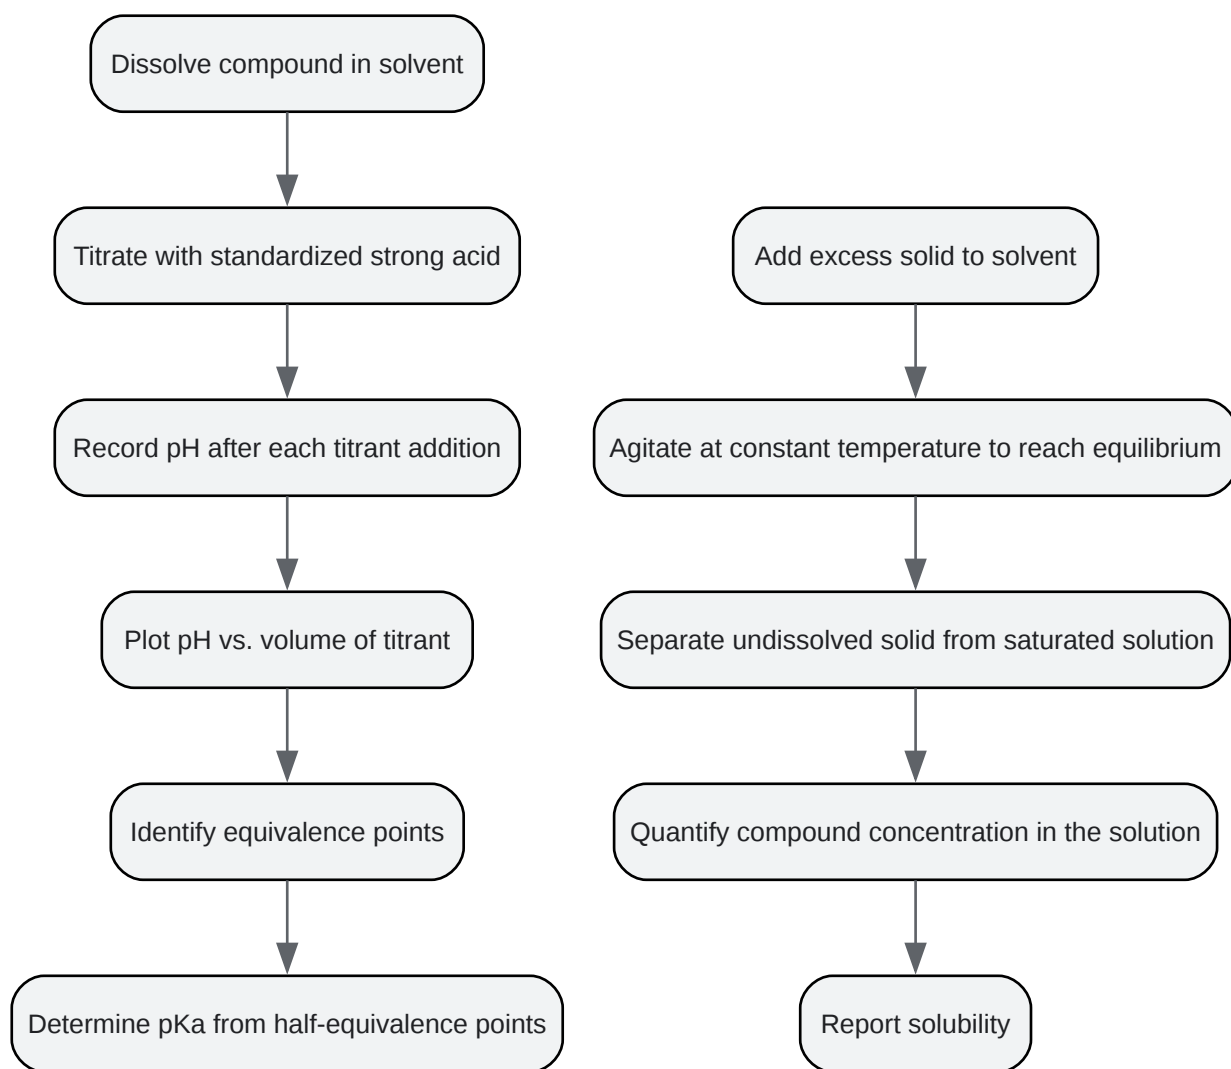 Dissolve compound in solvent
Titrate with standardized strong acid
Record pH after each titrant addition
Plot pH vs. volume of titrant
Identify equivalence points
Determine pKa from half-equivalence points
Add excess solid to solvent
Agitate at constant temperature to reach equilibrium
Separate undissolved solid from saturated solution
Quantify compound concentration in the solution
Report solubility